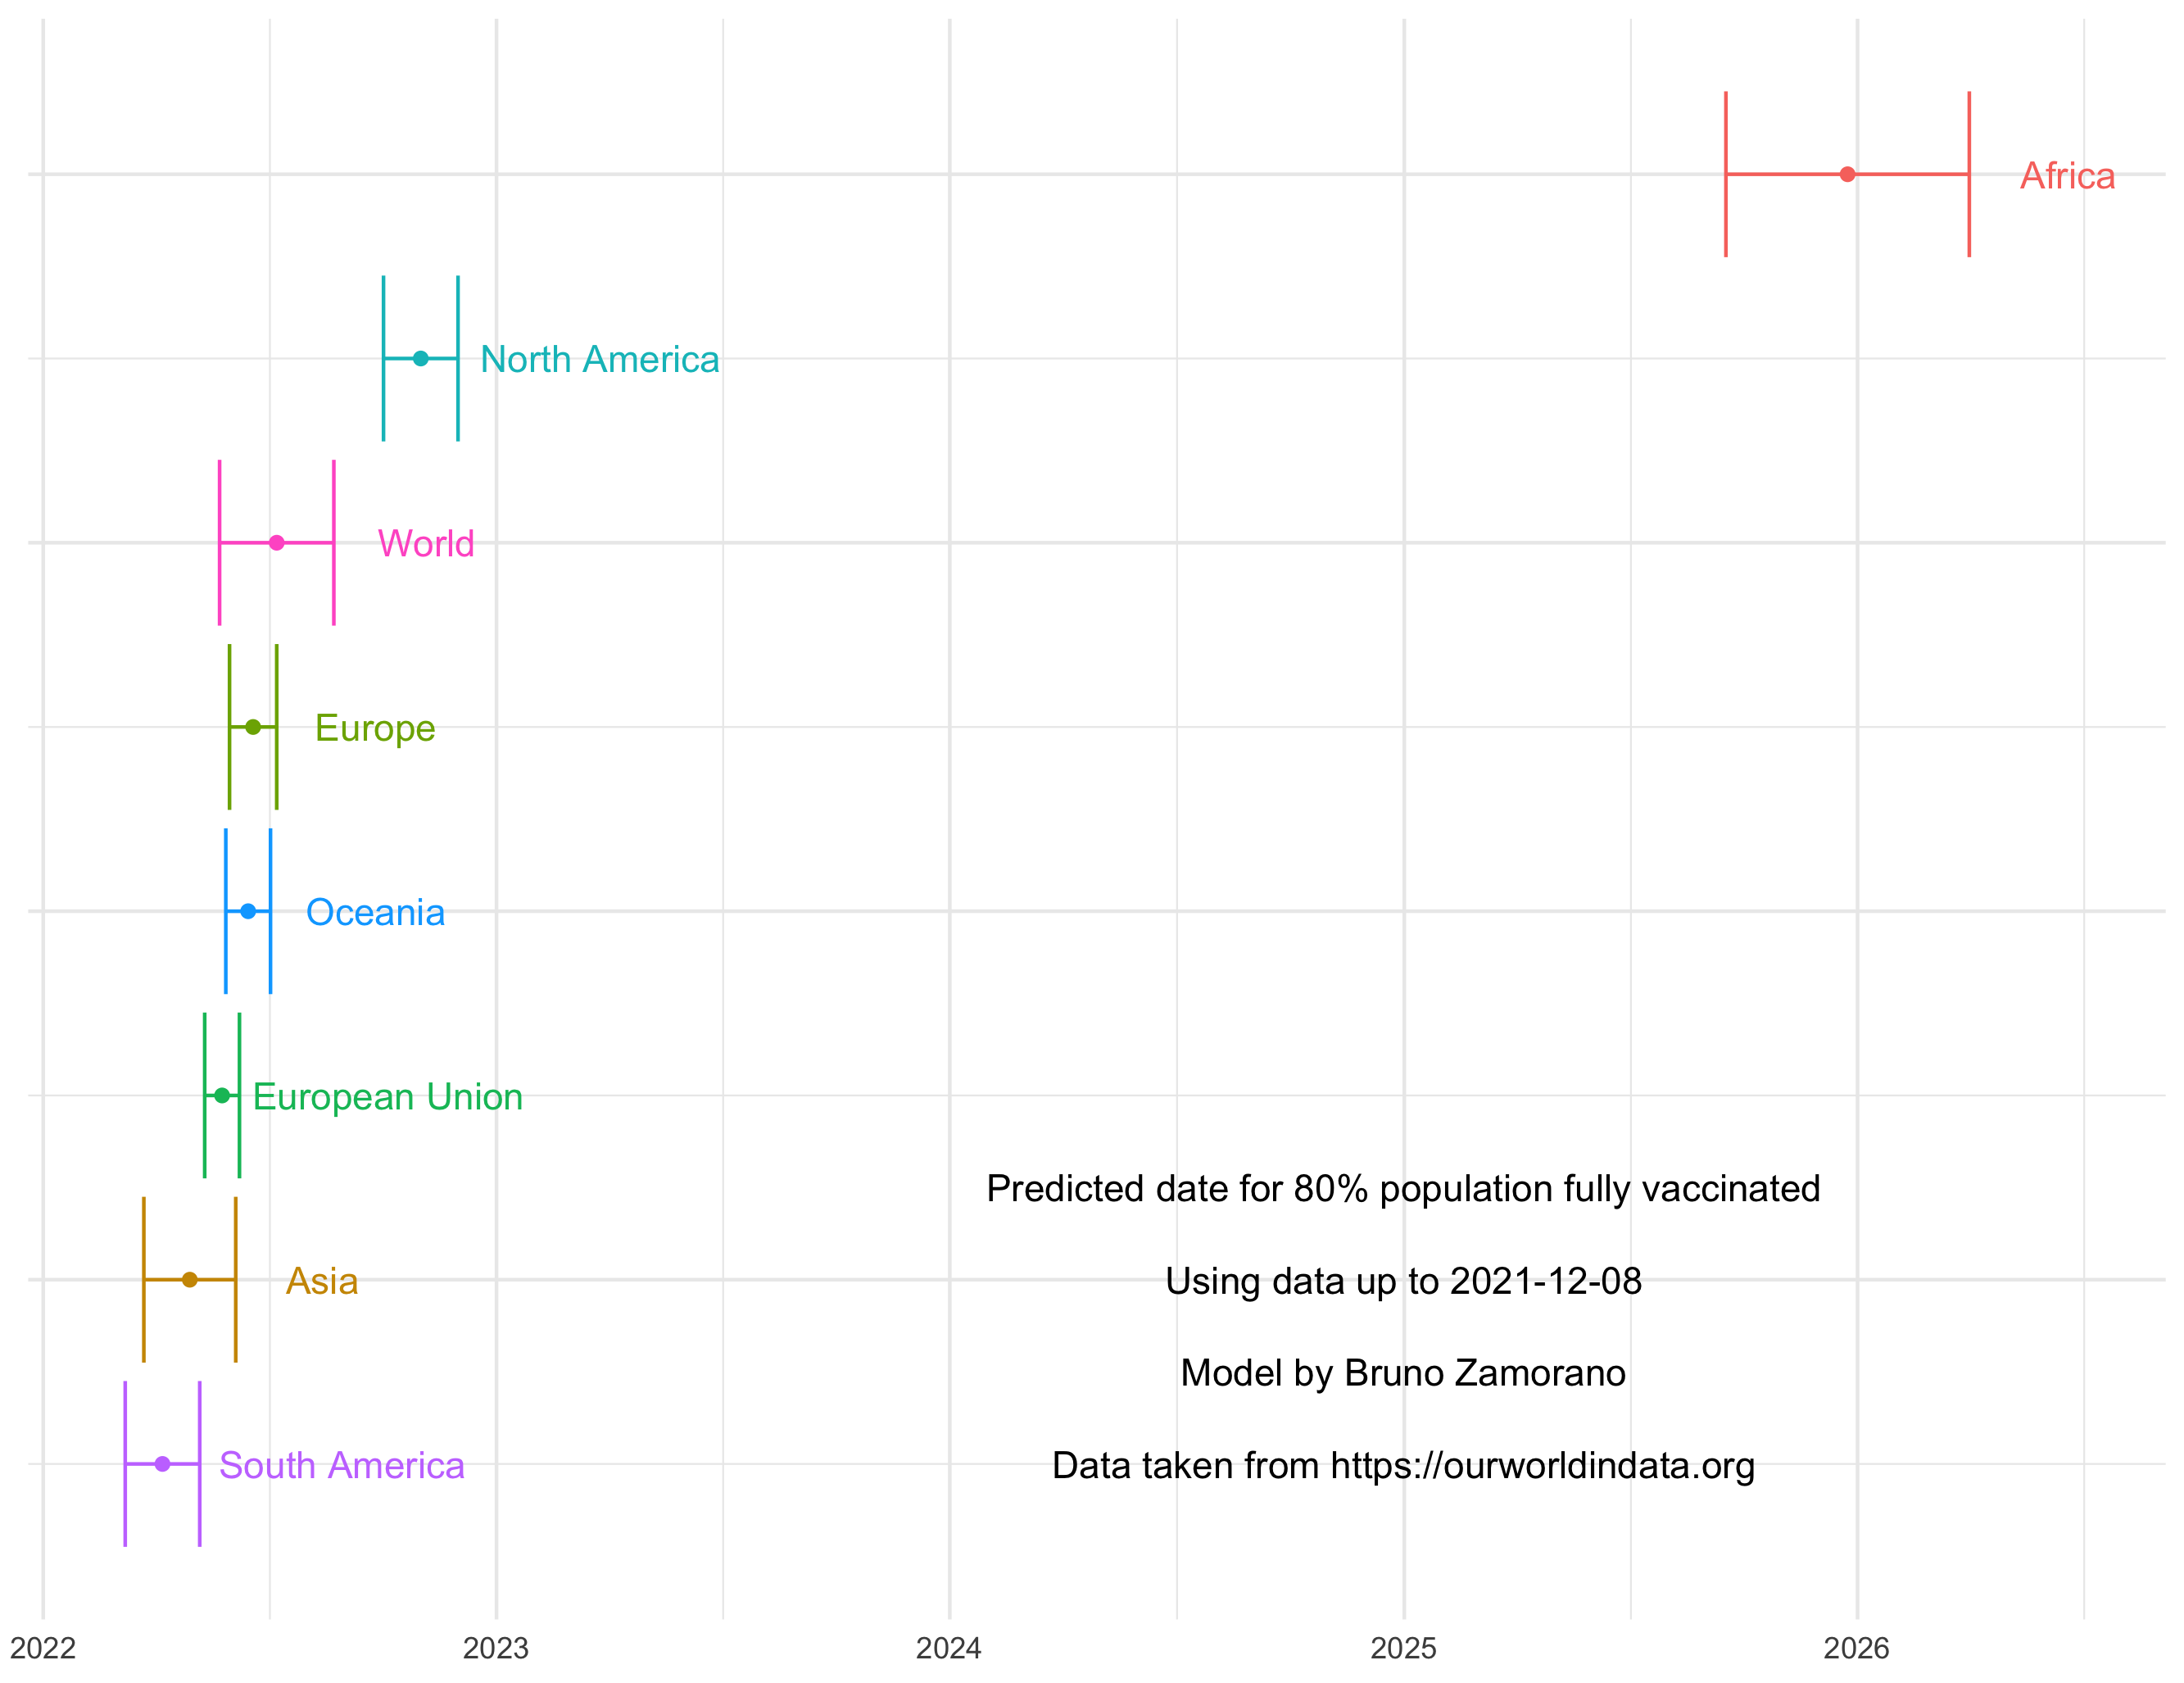 Africa
North America
World
Europe
Oceania
European Union
Predicted date for 80% population fully vaccinated
Asia
Using data up to 2021-12-08
Model by Bruno Zamorano
South America
Data taken from https://ourworldindata.org
2022 2023 2024 2025 2026